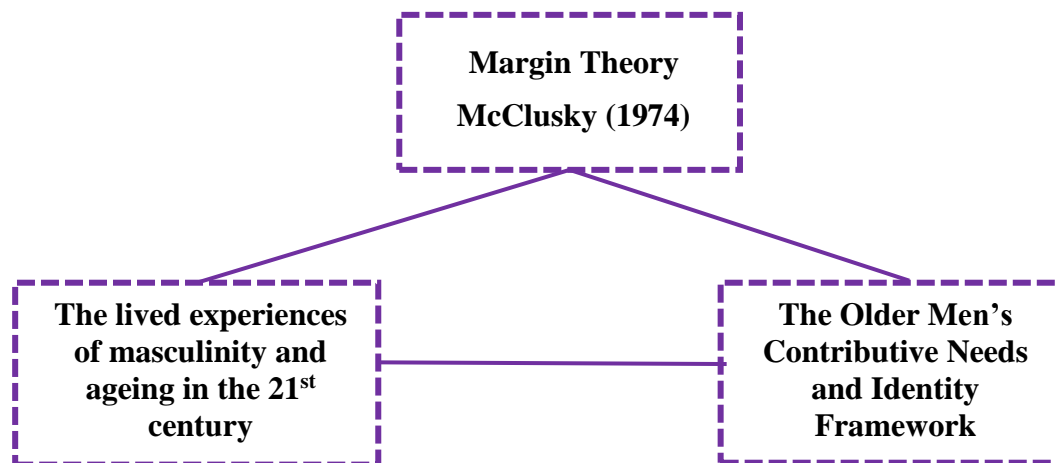 Margin Theory
McClusky (1974)
The lived experiences
of masculinity and
ageing in the 21st
century
The Older Men’s
Contributive Needs
and Identity
Framework